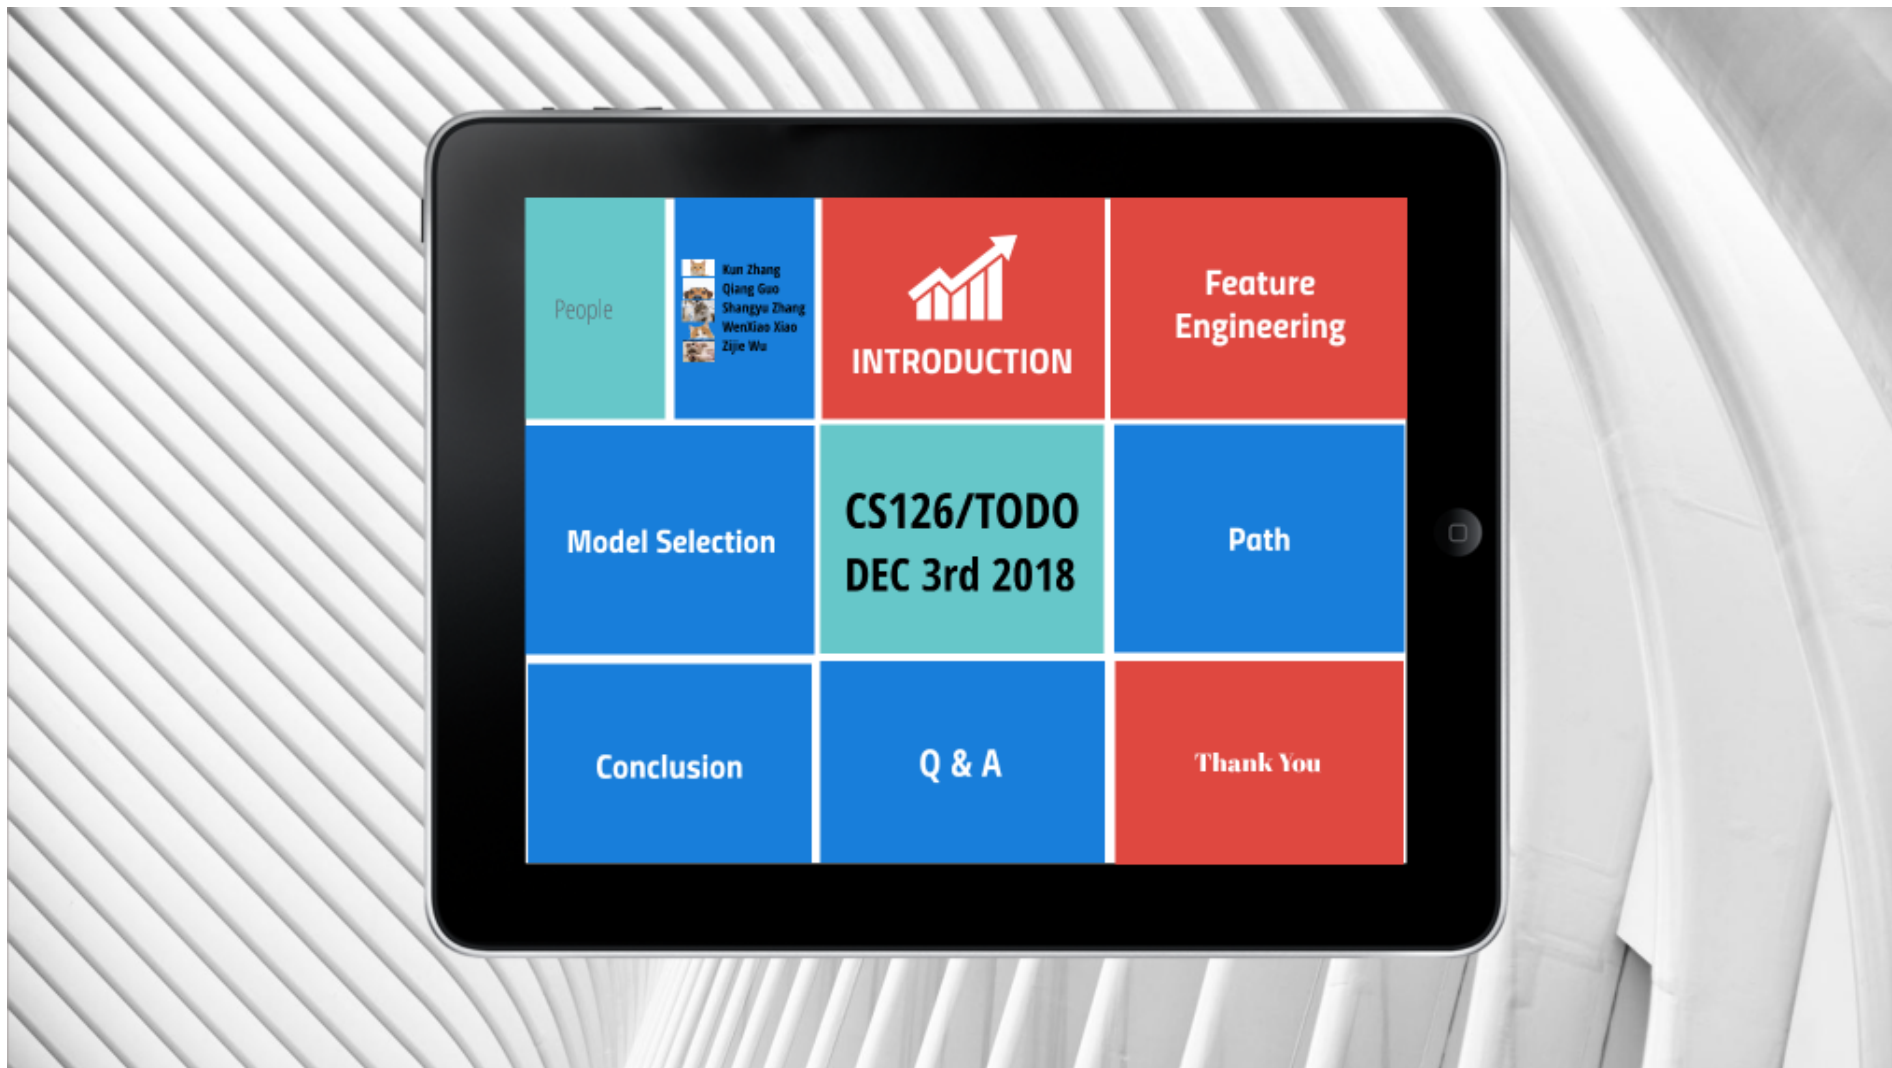 People
Kun Zhang
Qiang Guo
Shangyu Zhang
WenXiao Xiao
Zijie Wu
INTRODUCTION
Feature
Engineering
Model Selection
CS126/TODO
DEC 3rd 2018
Path
Conclusion
Q & A
Thank You